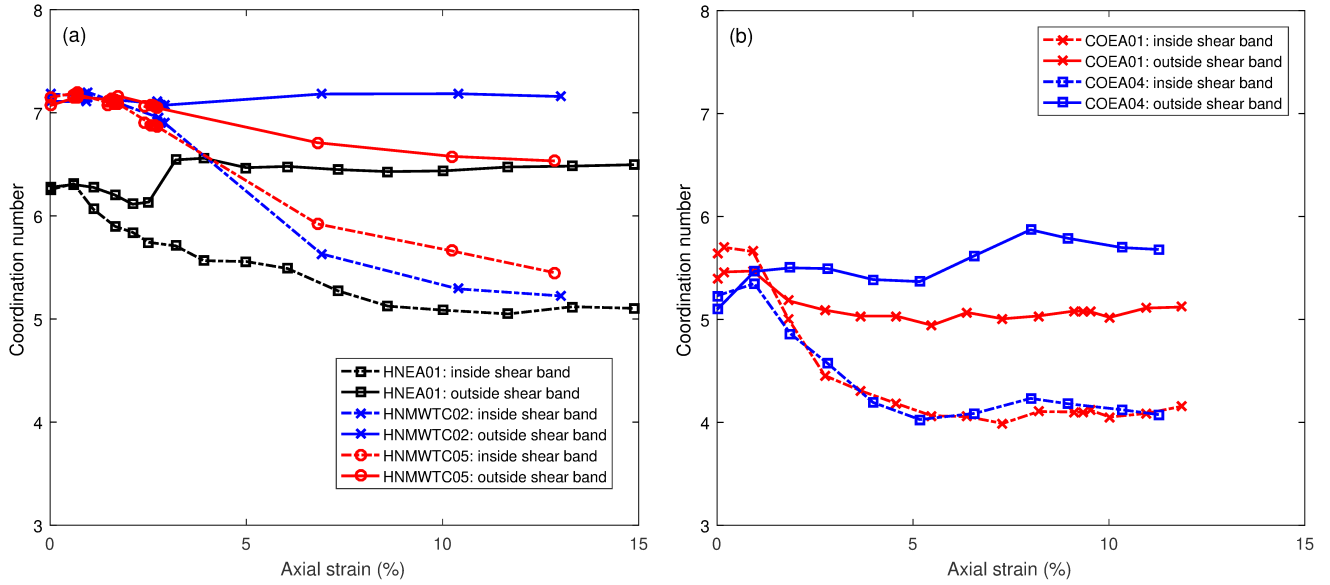 (a)
8
7
6
5
4
3
0
5
10
15
Coordination number
Axial strain (%)
HNEA01: inside shear band
HNEA01: outside shear band
HNMWTC02: inside shear band
HNMWTC02: outside shear band
HNMWTC05: inside shear band
HNMWTC05: outside shear band
(b)
8
7
6
5
4
3
0
5
10
15
Coordination number
Axial strain (%)
COEA01: inside shear band
COEA01: outside shear band
COEA04: inside shear band
COEA04: outside shear band